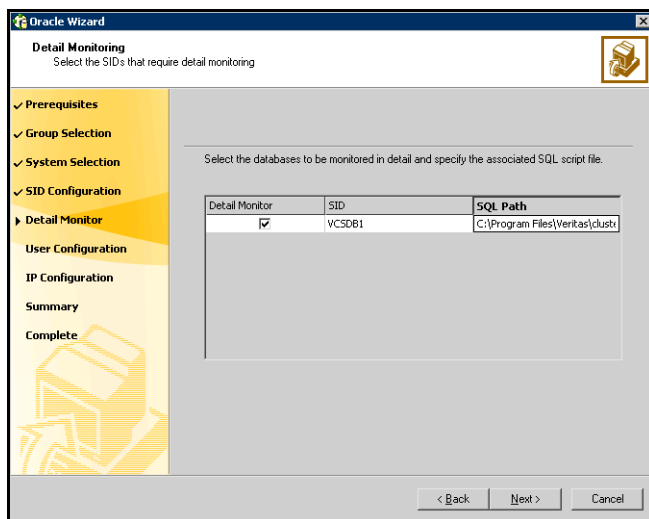 Oracle Wizard
Detail Monitoring
Select the SIDs that require detail monitoring
Prerequisites
Group Selection
System Selection
SID Configuration
Detail Monitor
User Configuration
IP Configuration
Summary
Complete
Select the databases to be monitored in detail and specify the associated SQL script file.
Detail Monitor SID SQL Path
VCSDB1 C:\Program Files\Veritas\cluste
< Back Next > Cancel